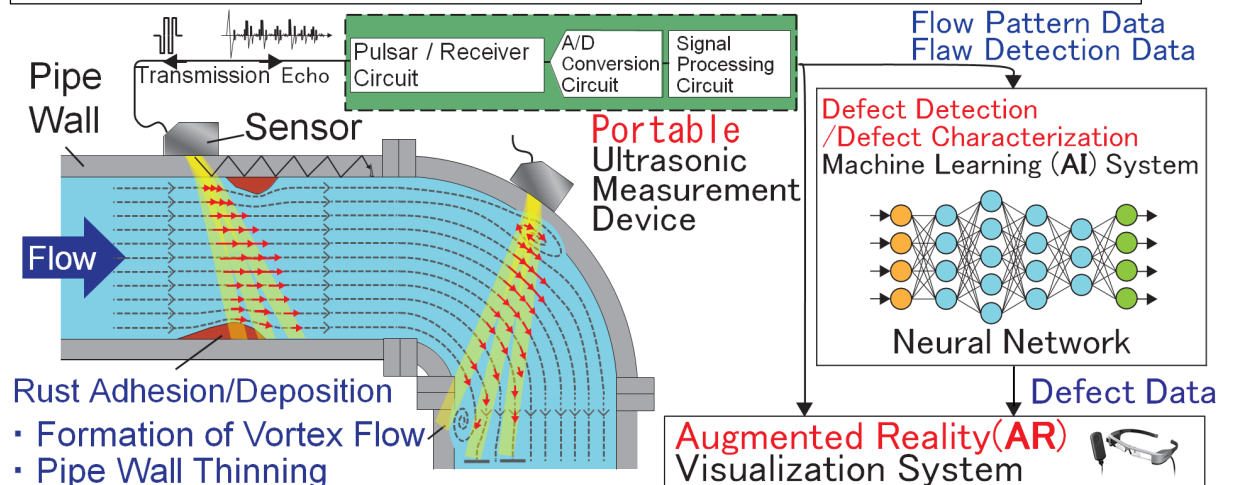 Flow Pattern Data
Flaw Detection Data
Pulsar / Receiver
Circuit
A/D
Conversion
Circuit
Signal
Processing
Circuit
Transmission Echo
Pipe
Wall
Sensor
Portable
Ultrasonic
Measurement
Device
Defect Detection
/Defect Characterization
Machine Learning (AI) System
Flow
Neural Network
Rust Adhesion/Deposition
・Formation of Vortex Flow
・Pipe Wall Thinning
Defect Data
Augmented Reality(AR)
Visualization System